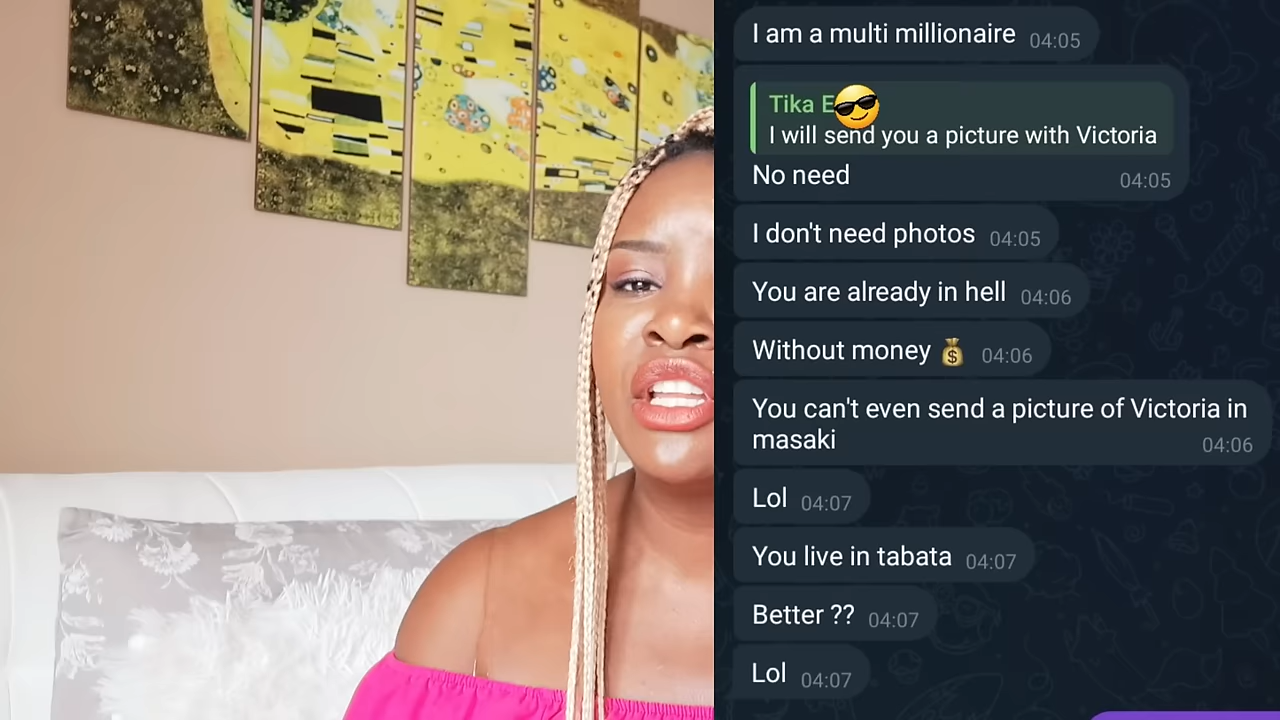 I am a multi millionaire 04:05
Tika E
I will send you a picture with Victoria
No need 04:05
I don't need photos 04:05
You are already in hell 04:06
Without money 💰 04:06
You can't even send a picture of Victoria in
masaki 04:06
Lol 04:07
You live in tabata 04:07
Better ?? 04:07
Lol 04:07